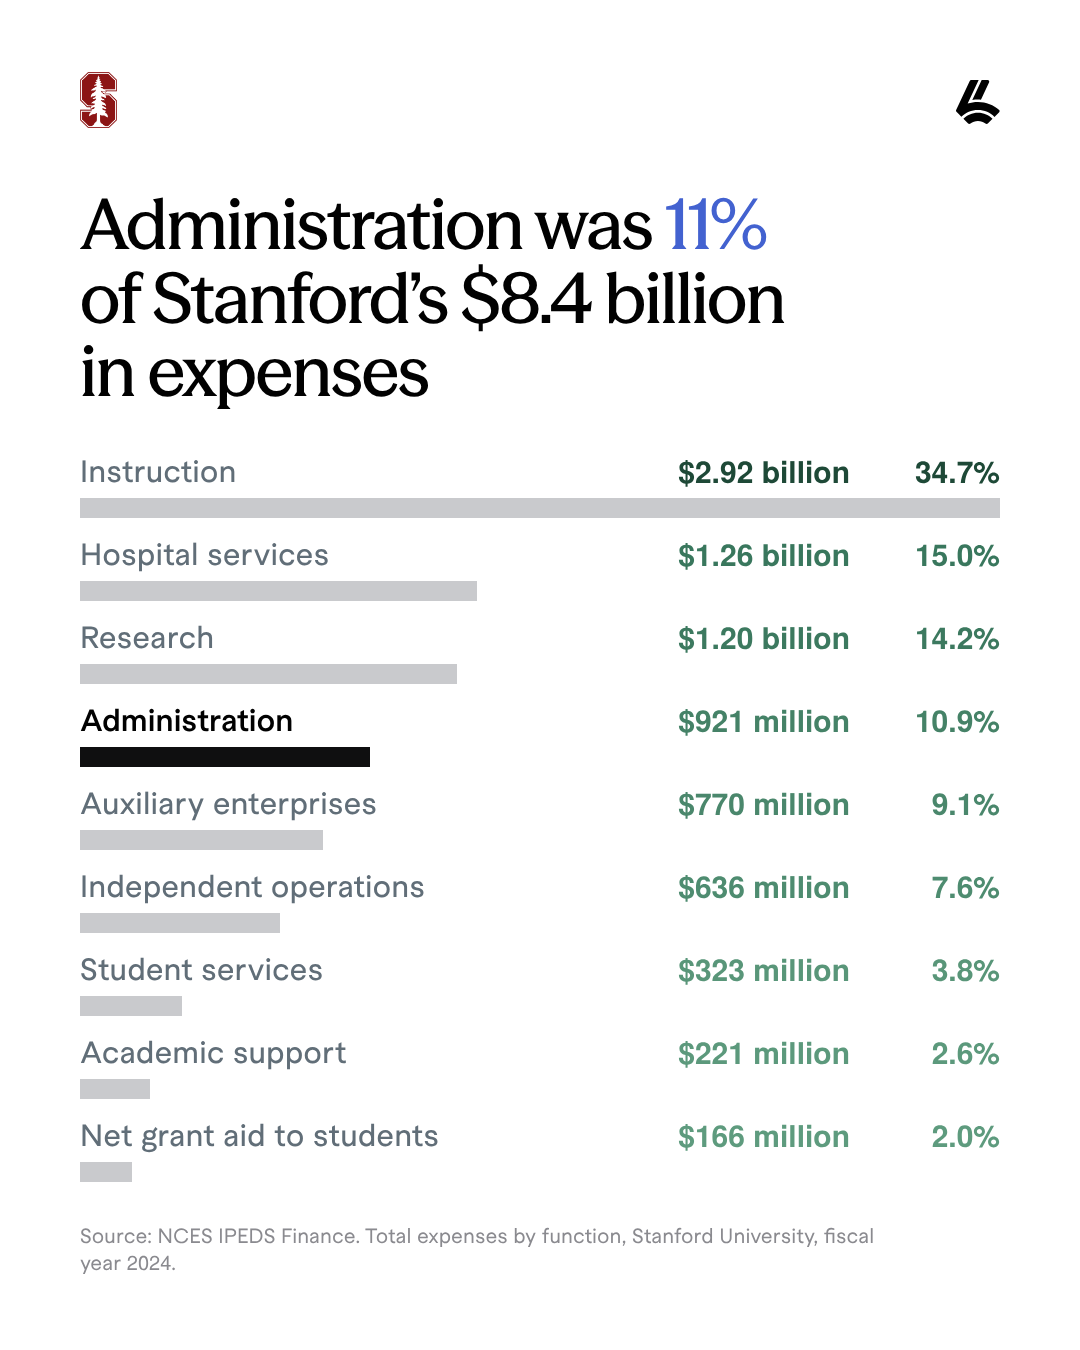 Administration was 11%
of Stanford’s $8.4 billion
in expenses
Instruction $2.92 billion 34.7%
Hospital services $1.26 billion 15.0%
Research $1.20 billion 14.2%
Administration $921 million 10.9%
Auxiliary enterprises $770 million 9.1%
Independent operations $636 million 7.6%
Student services $323 million 3.8%
Academic support $221 million 2.6%
Net grant aid to students $166 million 2.0%
Source: NCES IPEDS Finance. Total expenses by function, Stanford University, fiscal
year 2024.